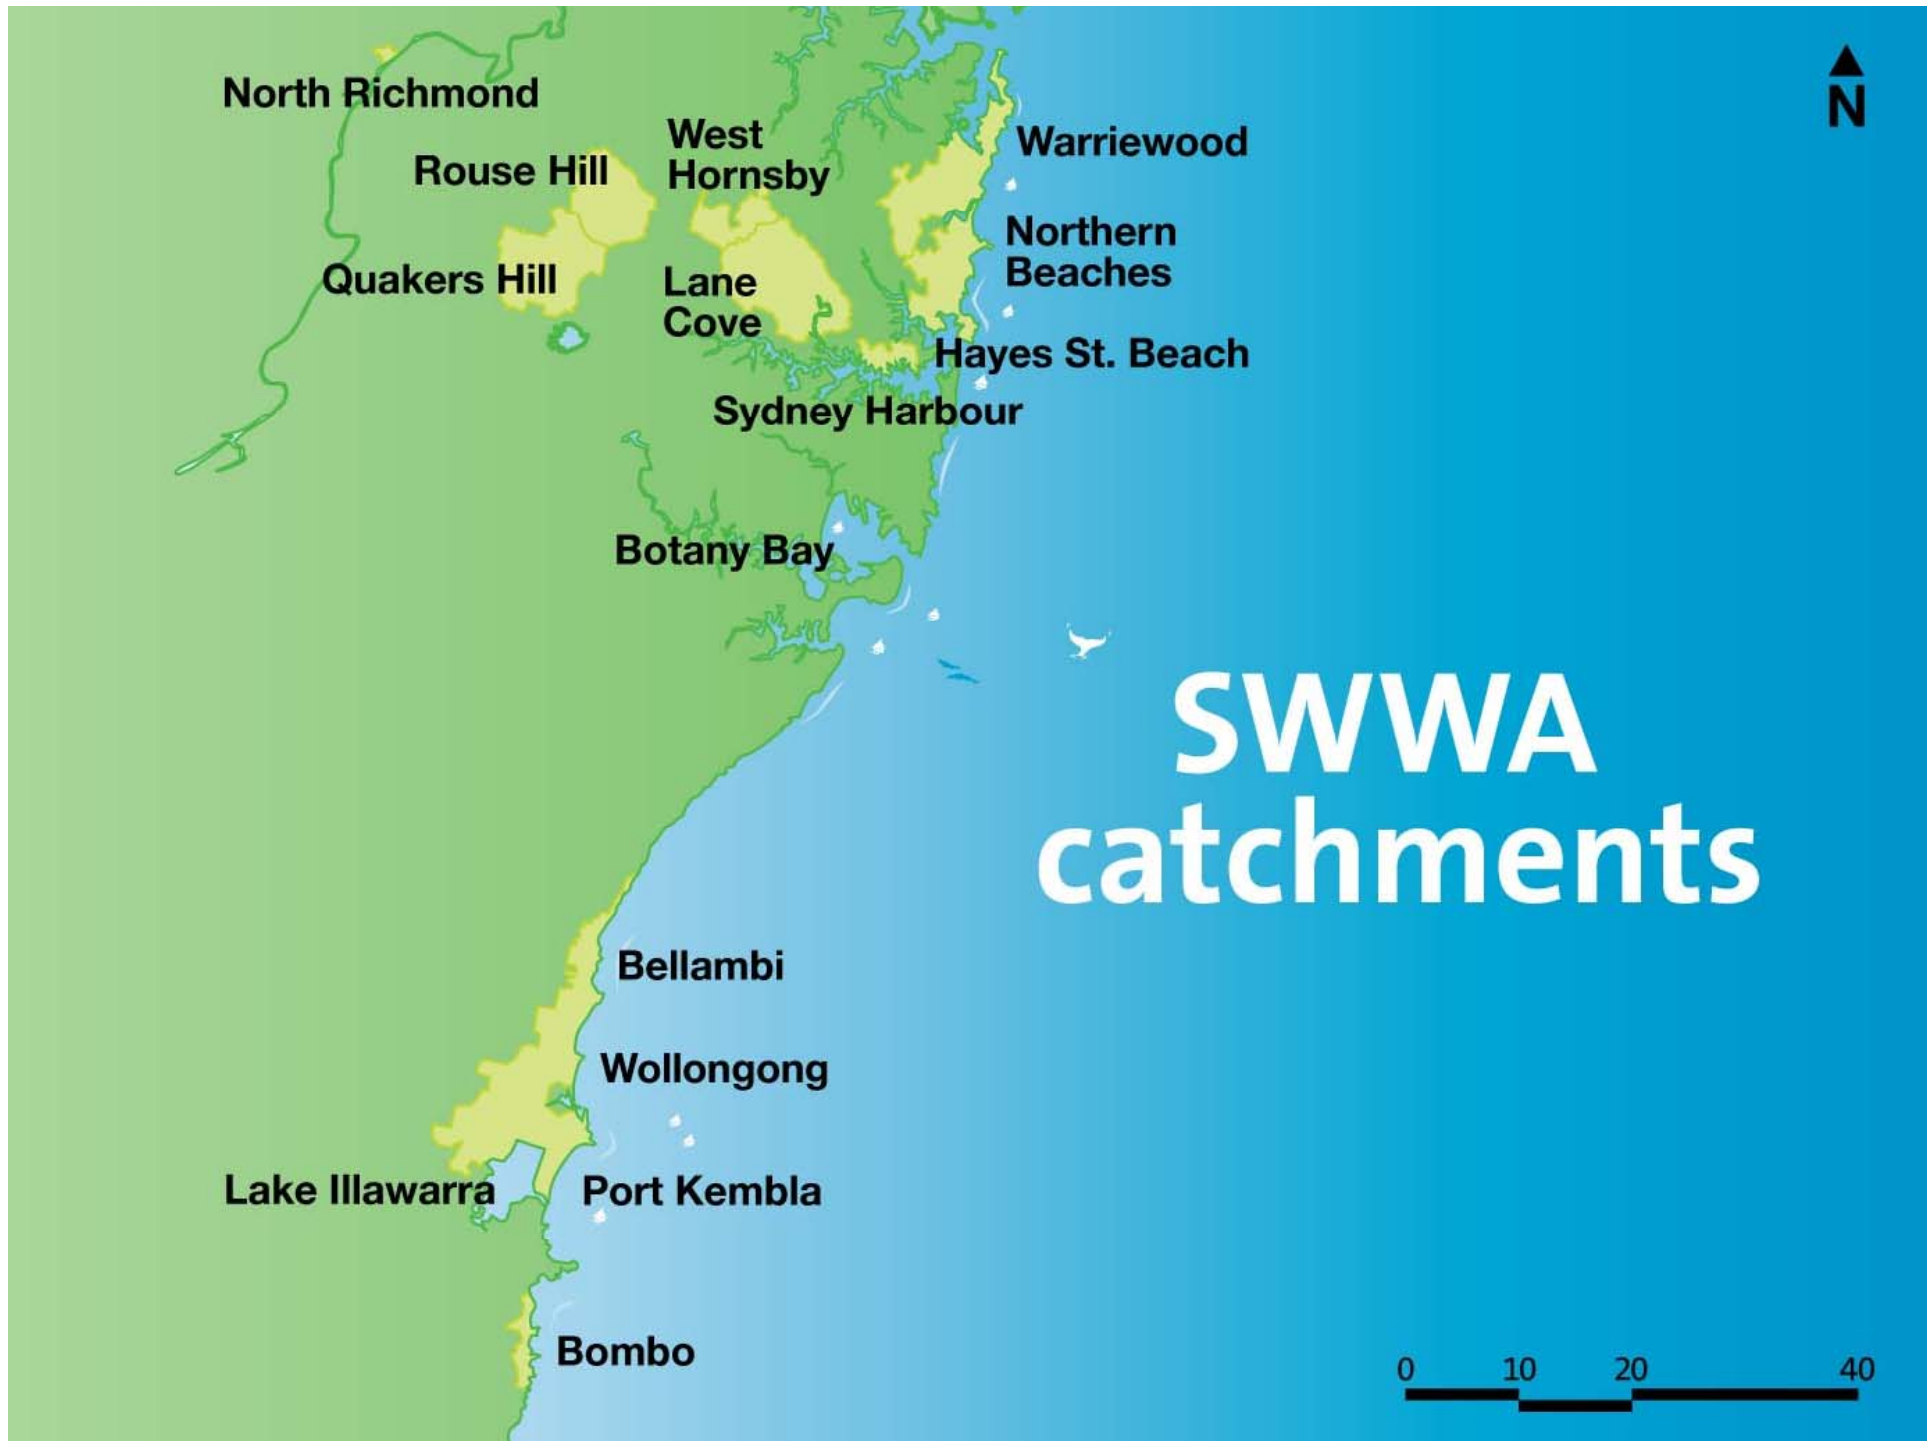 North Richmond
West
Hornsby
Rouse Hill
Warriewood
N
Northern
Beaches
Quakers Hill
Lane
Cove
Hayes St. Beach
Sydney Harbour
Botany Bay
SWWA
catchments
Bellambi
Wollongong
Lake Illawarra
Port Kembla
Bombo
0 10 20 40